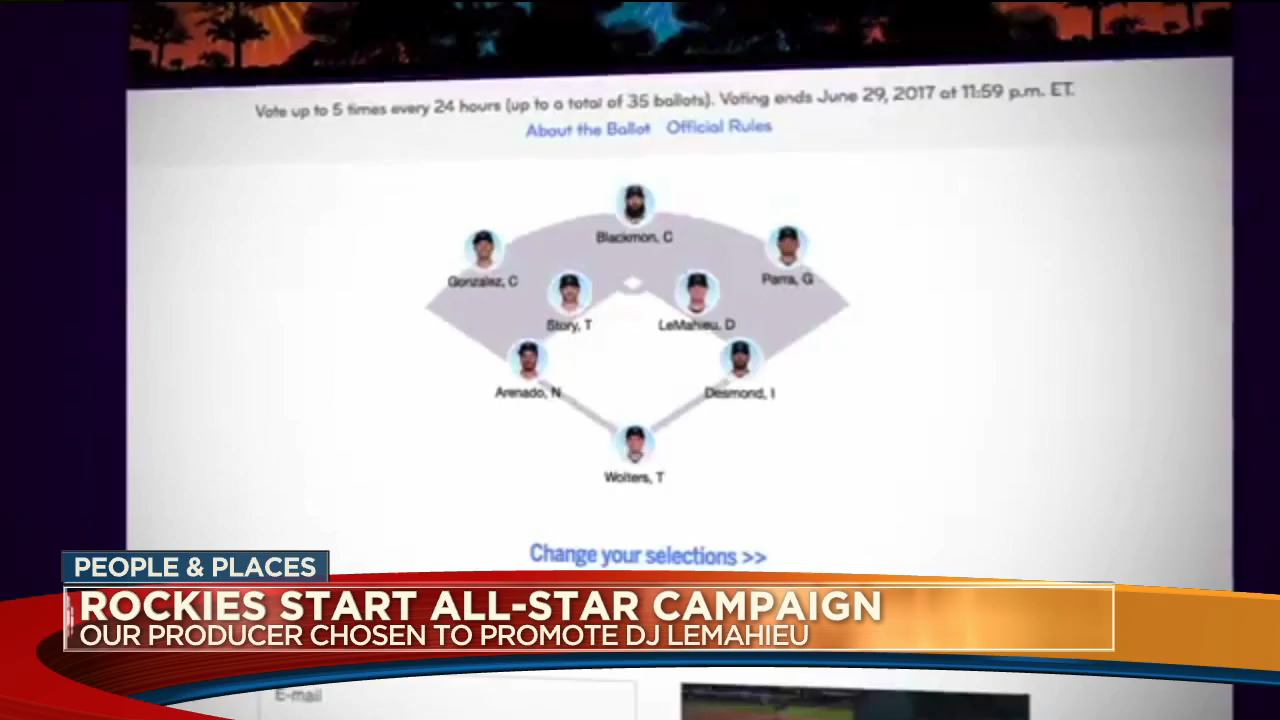 Vote up to 5 times every 24 hours (up to a total of 35 ballots). Voting ends June 29, 2017 at 11:59 p.m. ET.
About the Ballot Official Rules
Blackmon, C
Gonzalez, C
Parra, G
Story, T
LeMahieu, D
Arenado, N
Desmond, I
Wolters, T
Change your selections >>
PEOPLE & PLACES
ROCKIES START ALL-STAR CAMPAIGN
OUR PRODUCER CHOSEN TO PROMOTE DJ LEMAHIEU
E-mail